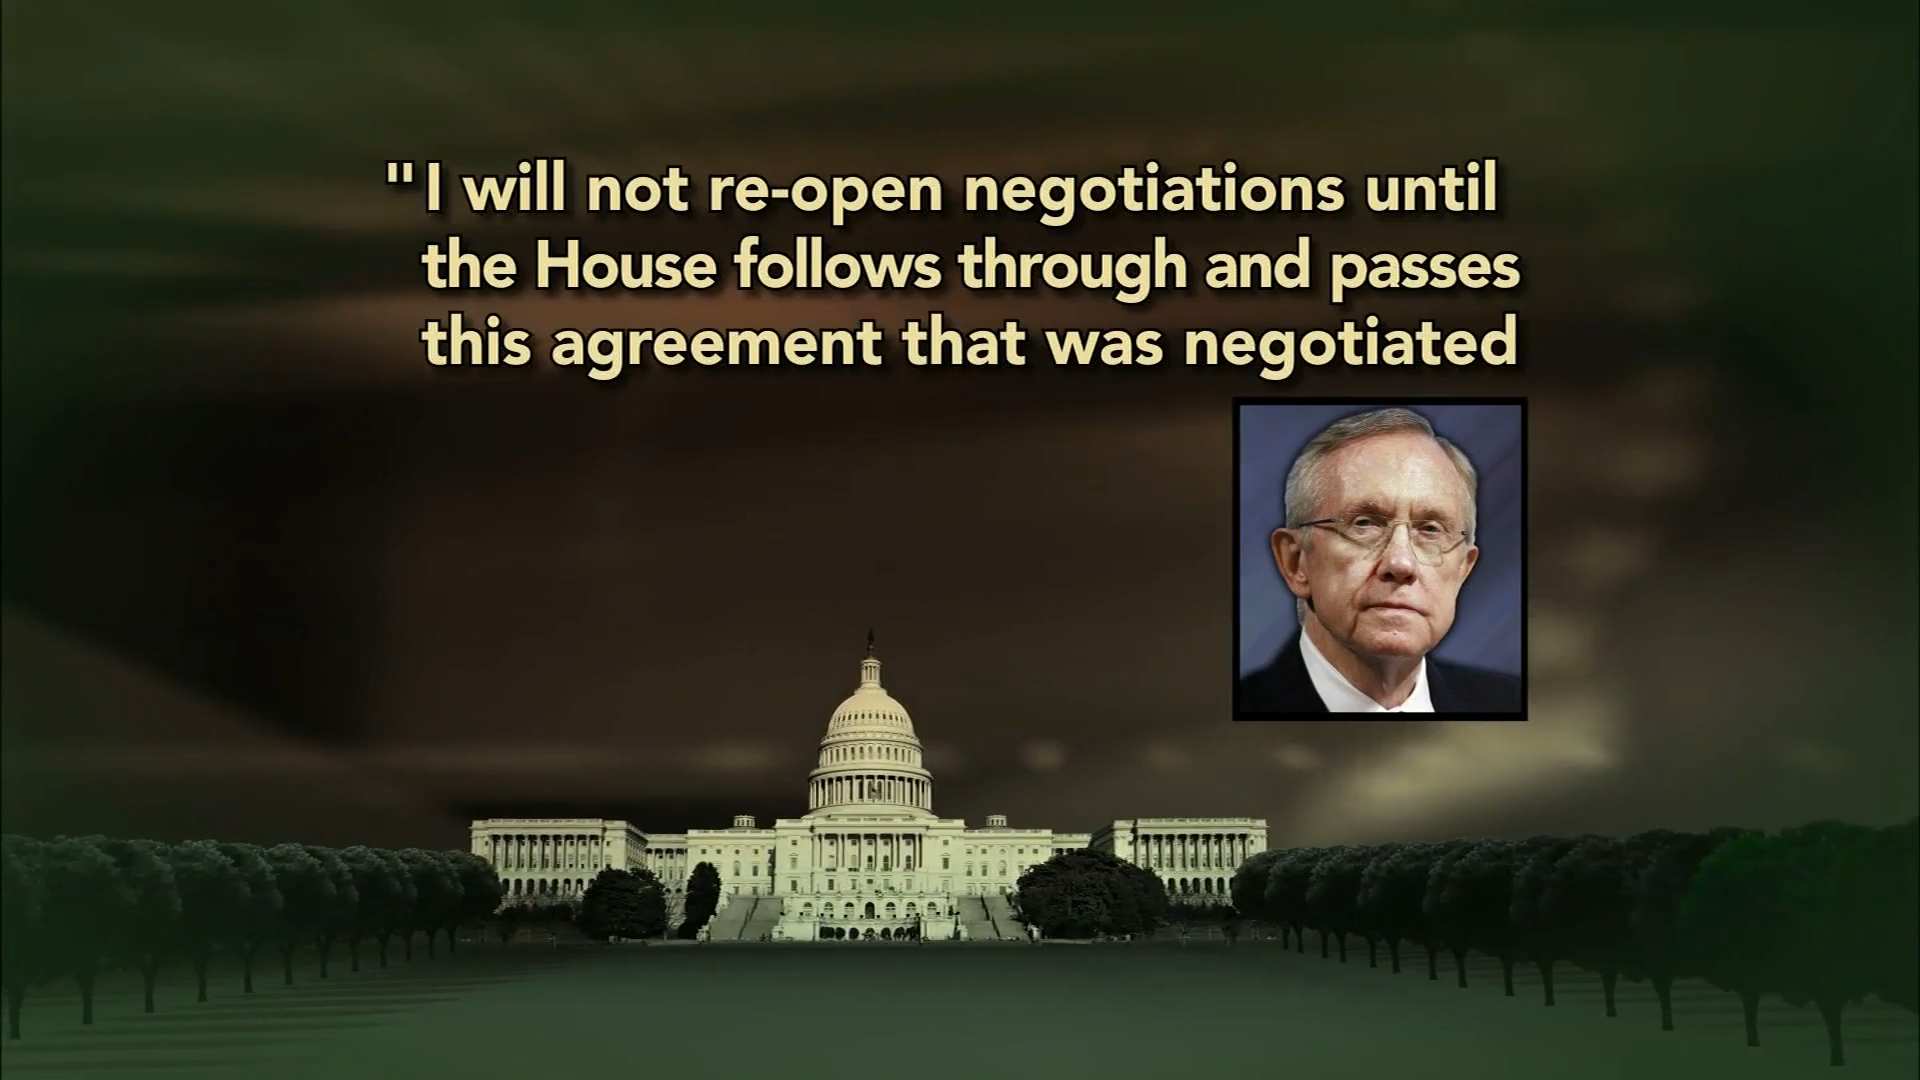 "I will not re-open negotiations until
the House follows through and passes
this agreement that was negotiated